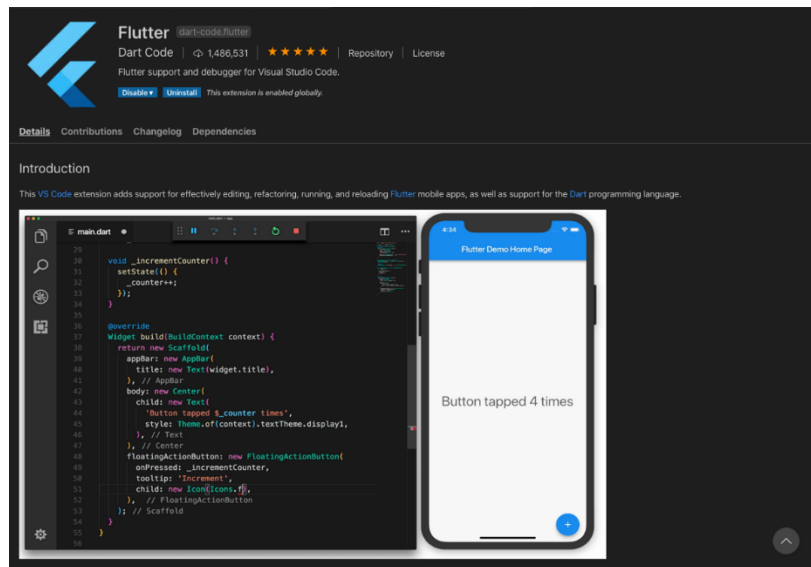 Flutter dart-code.flutter
Dart Code | 1,486,531 | ★★★★★ | Repository | License
Flutter support and debugger for Visual Studio Code.
Disable▾ Uninstall This extension is enabled globally.
Details Contributions Changelog Dependencies
Introduction
This VS Code extension adds support for effectively editing, refactoring, running, and reloading Flutter mobile apps, as well as support for the Dart programming language.
main.dart
29
30 void _incrementCounter() {
31 setState(() {
32 _counter++;
33 });
34 }
35
36 @override
37 Widget build(BuildContext context) {
38 return new Scaffold(
39 appBar: new AppBar(
40 title: new Text(widget.title),
41 ), // AppBar
42 body: new Center(
43 child: new Text(
44 'Button tapped $_counter times',
45 style: Theme.of(context).textTheme.display1,
46 ), // Text
47 ), // Center
48 floatingActionButton: new FloatingActionButton(
49 onPressed: _incrementCounter,
50 tooltip: 'Increment',
51 child: new Icon(Icons.f),
52 ), // FloatingActionButton
53 ); // Scaffold
54 }
55 }
56
4:34
Flutter Demo Home Page
Button tapped 4 times
+